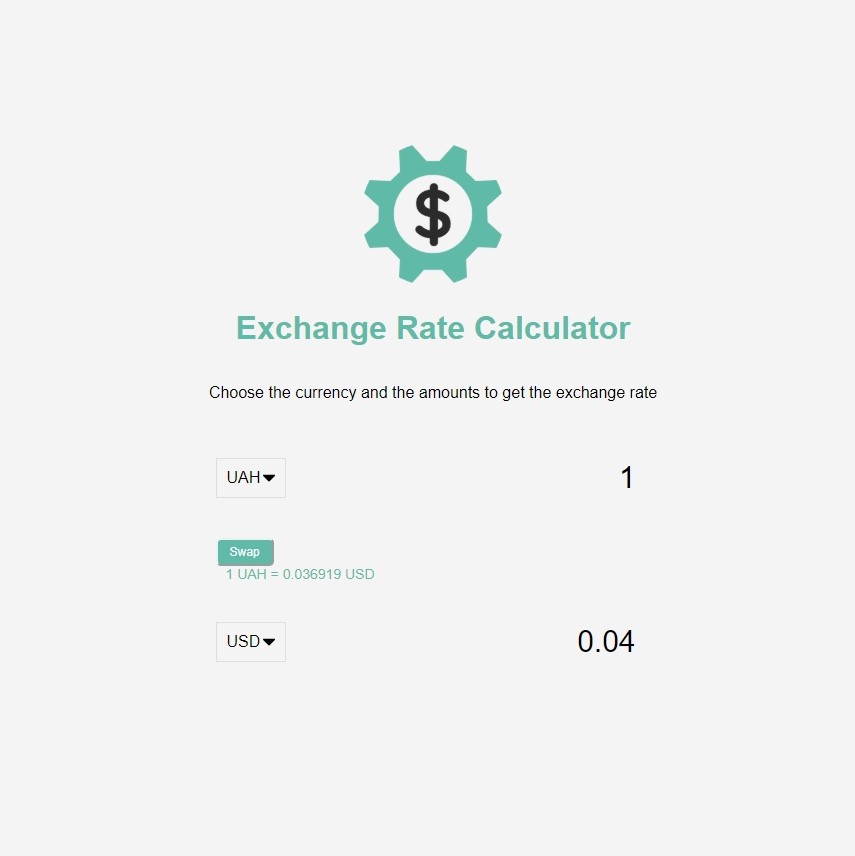 $
Exchange Rate Calculator
Choose the currency and the amounts to get the exchange rate
UAH 1
Swap
1 UAH = 0.036919 USD
USD 0.04